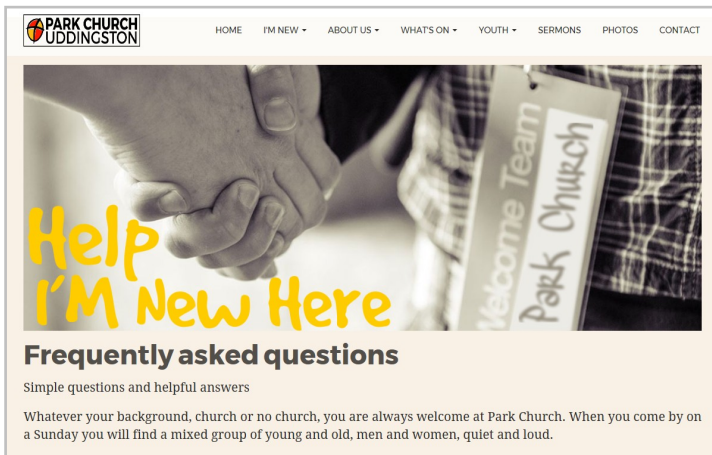 PARK CHURCH
UDDINGSTON
HOME I'M NEW ABOUT US WHAT'S ON YOUTH SERMONS PHOTOS CONTACT
Welcome Team
Park Church
Help
I'M New Here
Frequently asked questions
Simple questions and helpful answers
Whatever your background, church or no church, you are always welcome at Park Church. When you come by on
a Sunday you will find a mixed group of young and old, men and women, quiet and loud.